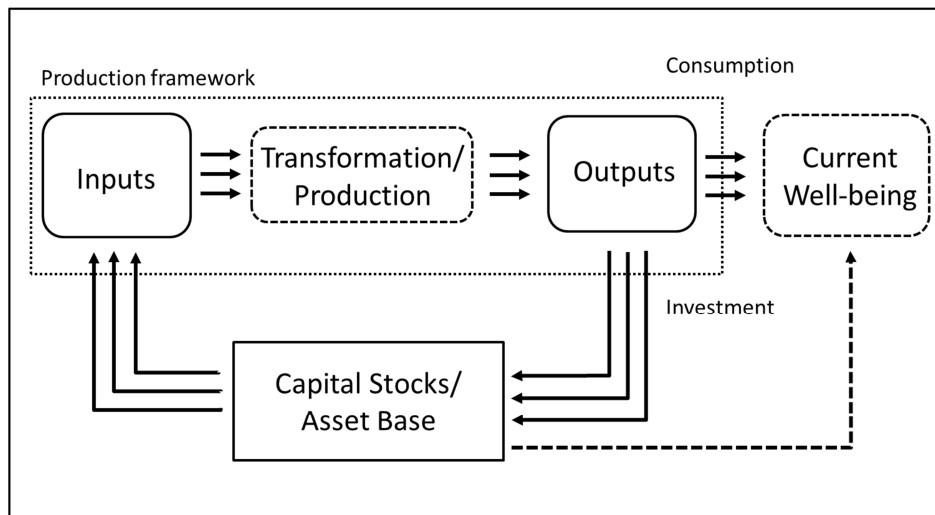 Production framework
Consumption
Inputs
Transformation/
Production
Outputs
Current
Well-being
Investment
Capital Stocks/
Asset Base